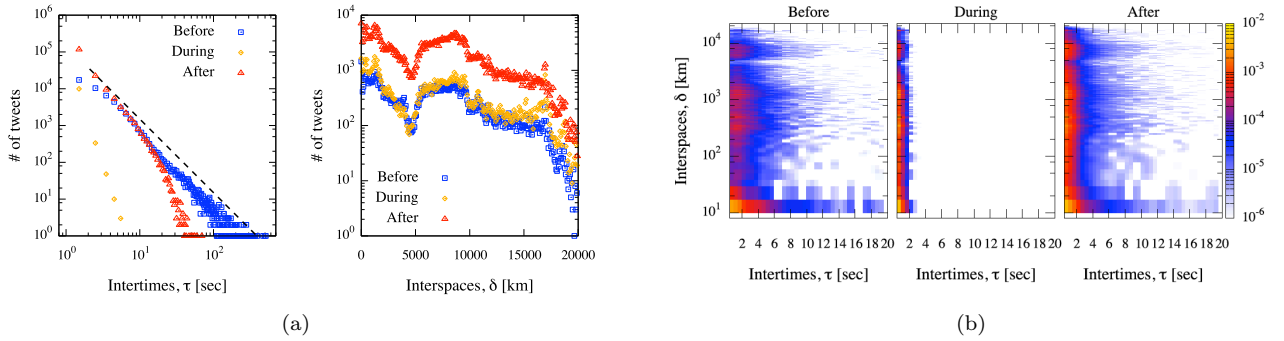 # of tweets
10^6
10^5
10^4
10^3
10^2
10^1
10^0
Before
During
After
10^0 10^1 10^2
Intertimes, τ [sec]
# of tweets
10^4
10^3
10^2
10^1
10^0
Before
During
After
0 5000 10000 15000 20000
Interspaces, δ [km]
(a)
Before During After
Interspaces, δ [km]
10^4
10^3
10^2
10^1
2 4 6 8 10 12 14 16 18 20
2 4 6 8 10 12 14 16 18 20
2 4 6 8 10 12 14 16 18 20
Intertimes, τ [sec] Intertimes, τ [sec] Intertimes, τ [sec]
10^-2
10^-3
10^-4
10^-5
10^-6
(b)